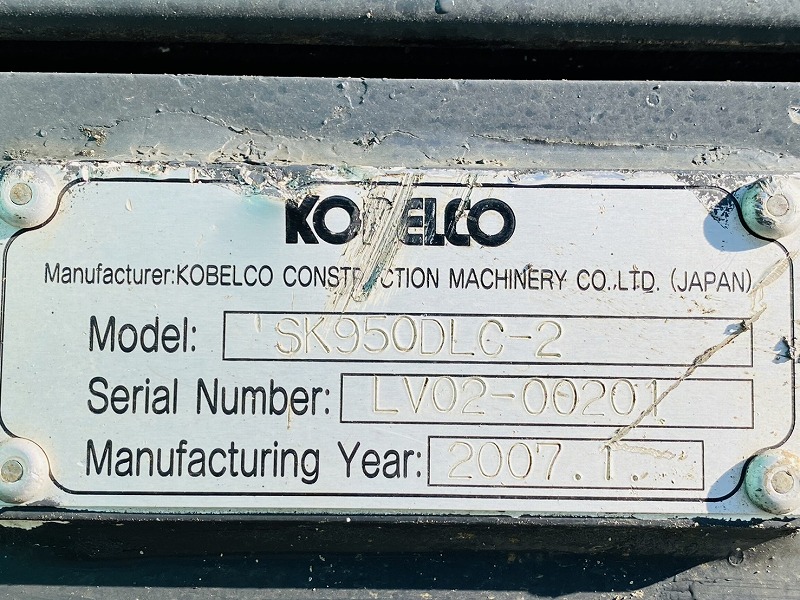 KOBELCO
Manufacturer:KOBELCO CONSTRUCTION MACHINERY CO.,LTD. (JAPAN)
Model: SK950DLC-2
Serial Number: LV02-00201
Manufacturing Year: 2007.1.